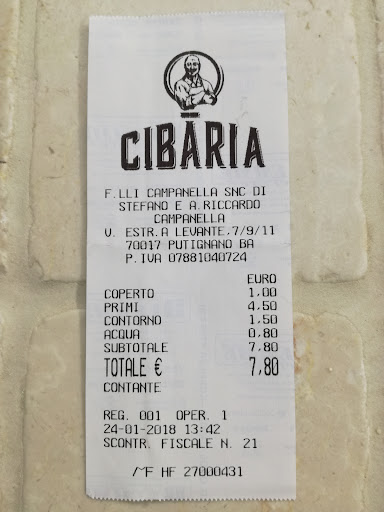 CIBÀRIA
F.LLI CAMPANELLA SNC DI
STEFANO E A.RICCARDO
CAMPANELLA
V. ESTR.A LEVANTE,7/9/11
70017 PUTIGNANO BA
P.IVA 07881040724
EURO
COPERTO 1,00
PRIMI 4,50
CONTORNO 1,50
ACQUA 0,80
SUBTOTALE 7,80
TOTALE € 7,80
CONTANTE
REG. 001 OPER. 1
24-01-2018 13:42
SCONTR. FISCALE N. 21
/~F HF 27000431